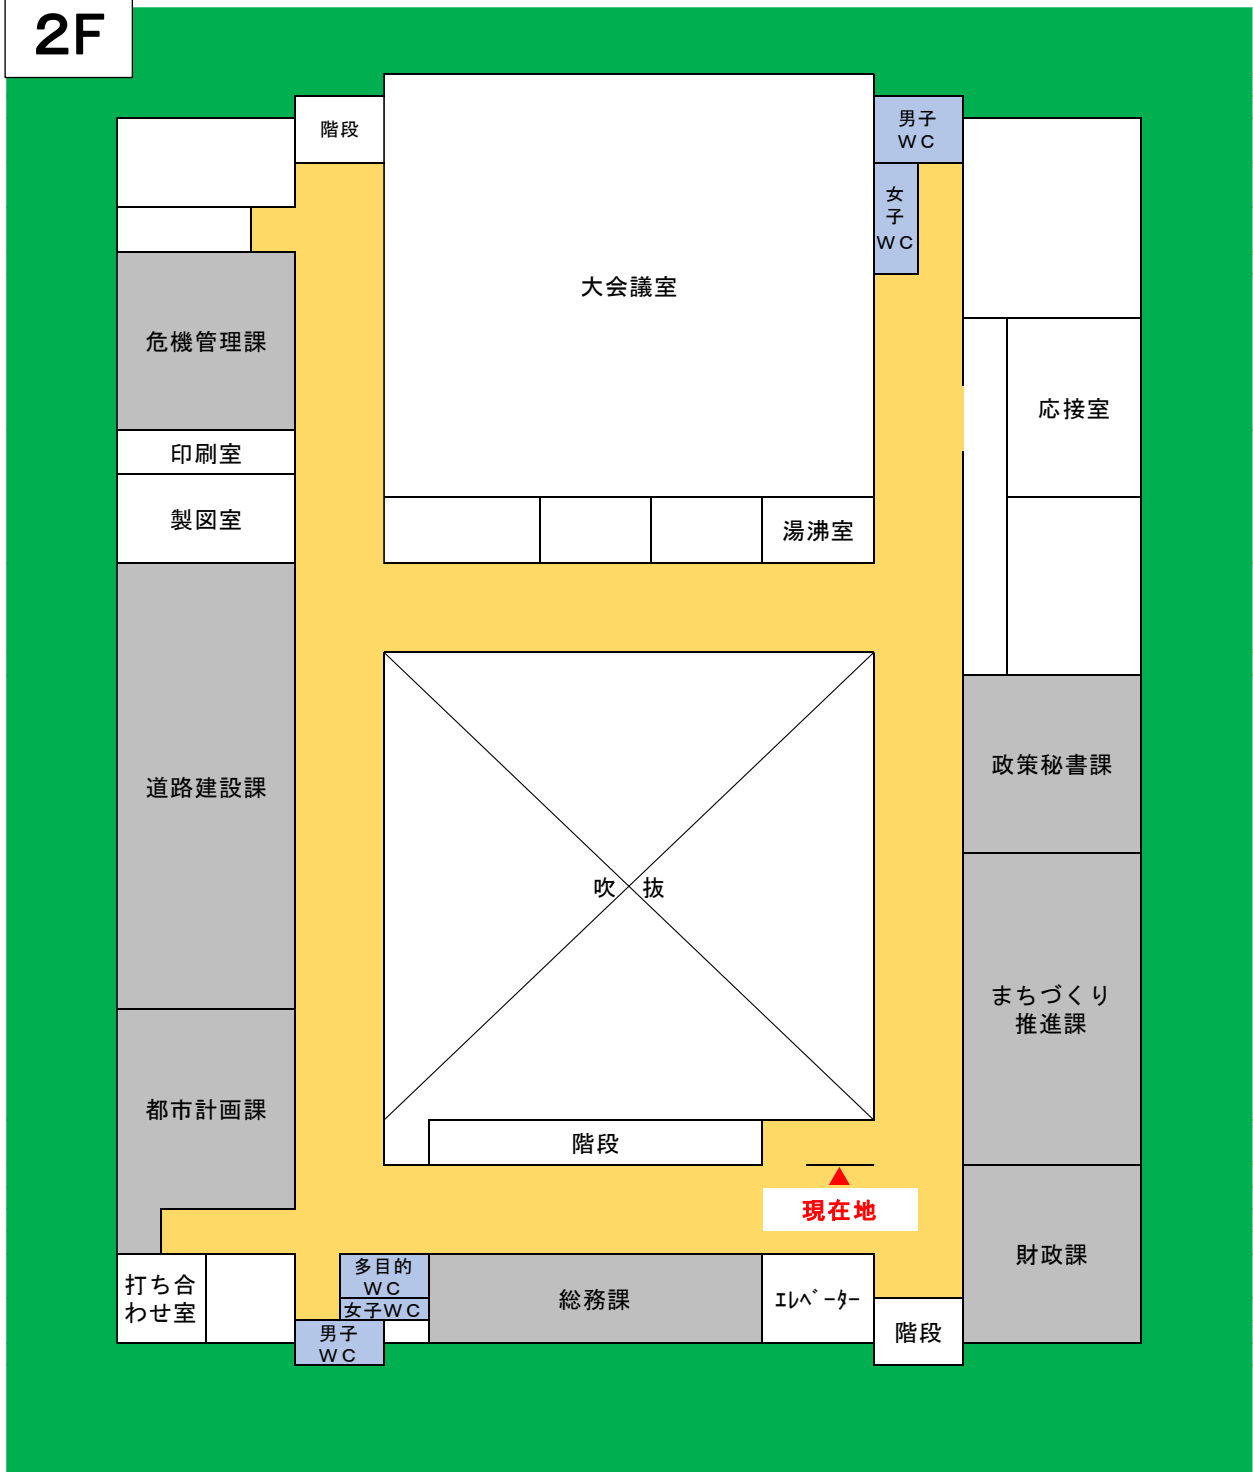 2F
階段
男子
WC
女
子
WC
大会議室
危機管理課
応接室
印刷室
製図室
湯沸室
道路建設課
政策秘書課
吹 抜
まちづくり
推進課
都市計画課
階段
現在地
財政課
打ち合
わせ室
多目的
WC
女子WC
男子
WC
総務課
ｴﾚﾍﾞｰﾀｰ
階段